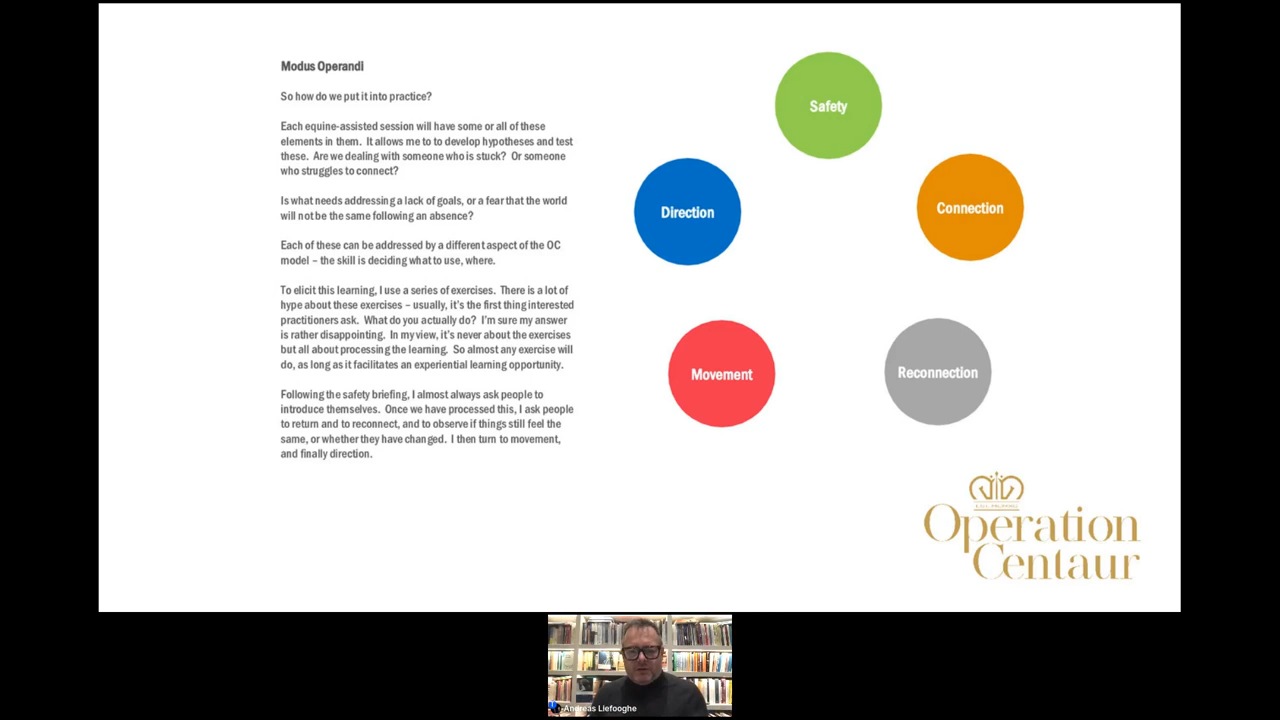 Modus Operandi
So how do we put it into practice?
Each equine-assisted session will have some or all of these
elements in them. It allows me to to develop hypotheses and test
these. Are we dealing with someone who is stuck? Or someone
who struggles to connect?
Is what needs addressing a lack of goals, or a fear that the world
will not be the same following an absence?
Each of these can be addressed by a different aspect of the OC
model – the skill is deciding what to use, where.
To elicit this learning, I use a series of exercises. There is a lot of
hype about these exercises – usually, it's the first thing interested
practitioners ask. What do you actually do? I'm sure my answer
is rather disappointing. In my view, it's never about the exercises
but all about processing the learning. So almost any exercise will
do, as long as it facilitates an experiential learning opportunity.
Following the safety briefing, I almost always ask people to
introduce themselves. Once we have processed this, I ask people
to return and to reconnect, and to observe if things still feel the
same, or whether they have changed. I then turn to movement,
and finally direction.
Safety
Direction
Connection
Movement
Reconnection
Operation
Centaur
Andreas Liefooghe